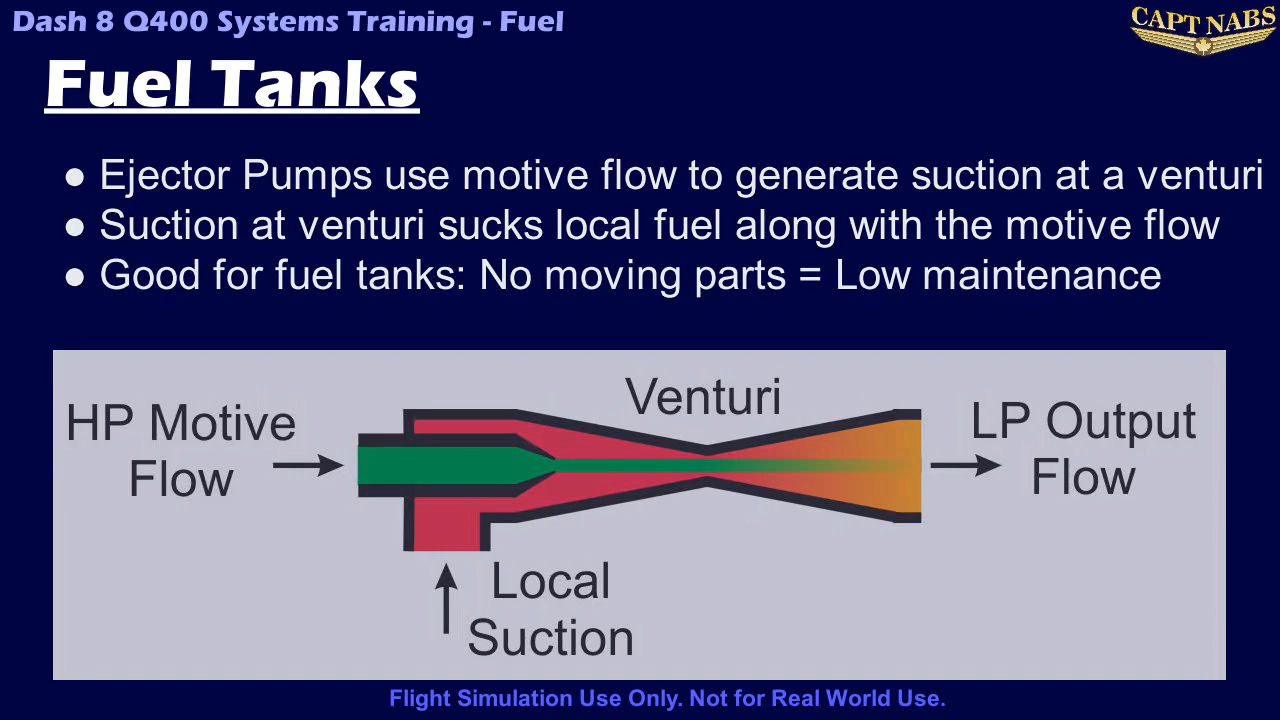 Dash 8 Q400 Systems Training - Fuel
CAPT NABS
Fuel Tanks
● Ejector Pumps use motive flow to generate suction at a venturi
● Suction at venturi sucks local fuel along with the motive flow
● Good for fuel tanks: No moving parts = Low maintenance
HP Motive
Flow
Venturi
LP Output
Flow
Local
Suction
Flight Simulation Use Only. Not for Real World Use.